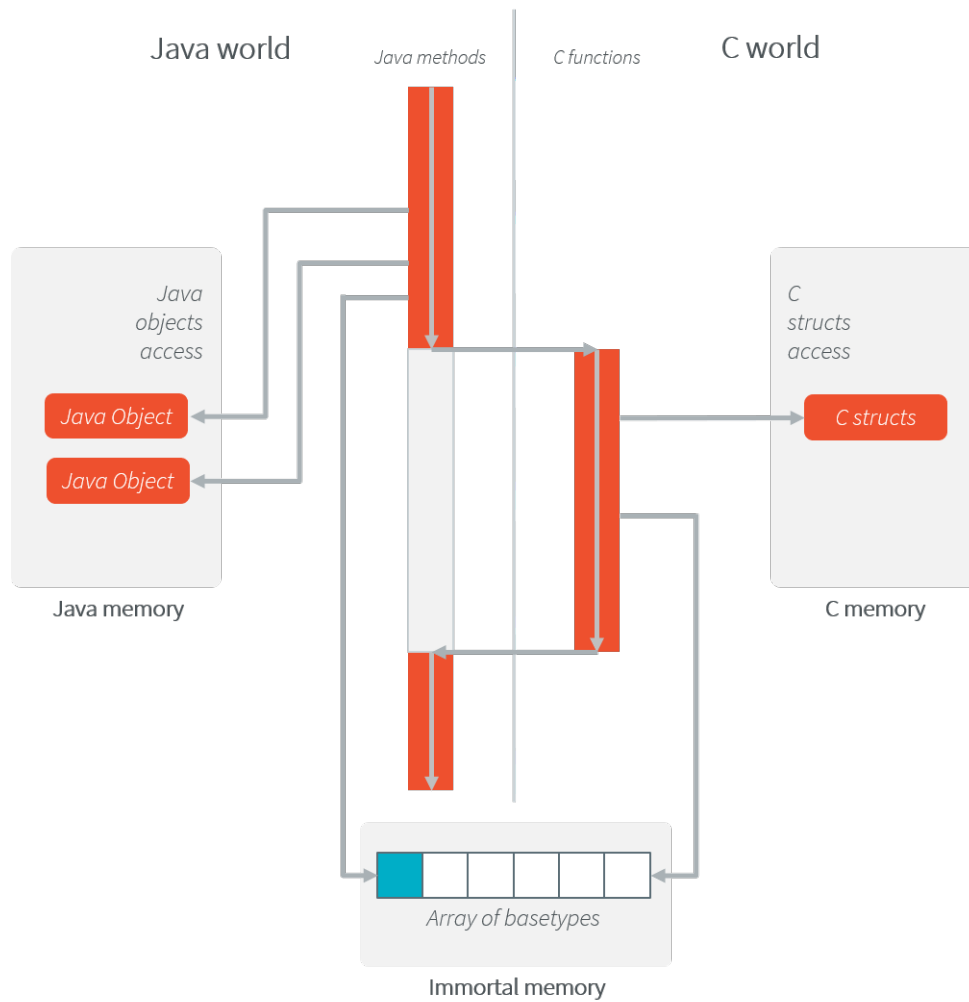 Java world
C world
Java methods
C functions
Java
objects
access
C
structs
access
Java Object
C structs
Java Object
Java memory
C memory
Array of basetypes
Immortal memory